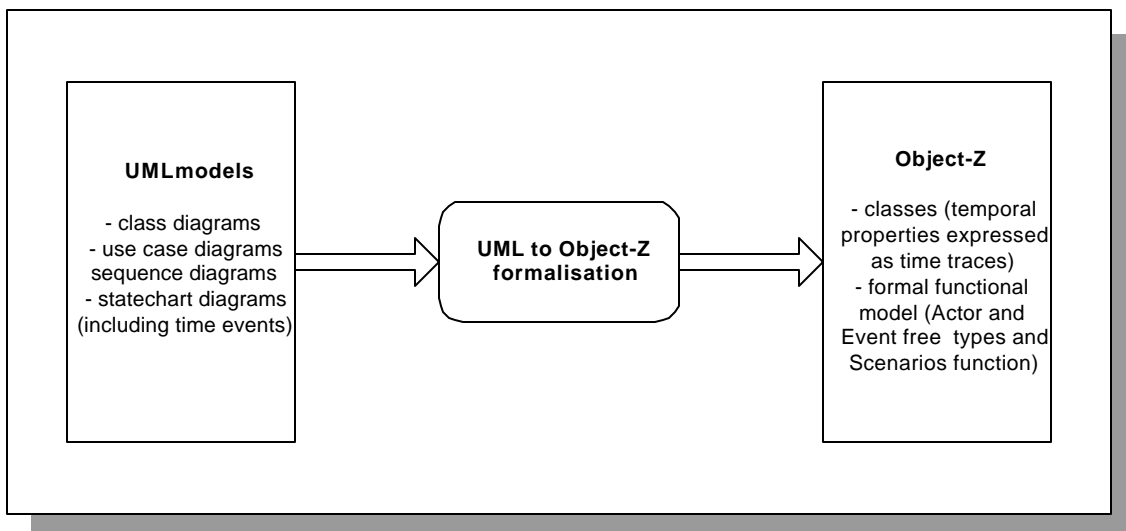 UMLmodels
- class diagrams
- use case diagrams
sequence diagrams
- statechart diagrams
(including time events)
UML to Object-Z
formalisation
Object-Z
- classes (temporal
properties expressed
as time traces)
- formal functional
model (Actor and
Event free types and
Scenarios function)